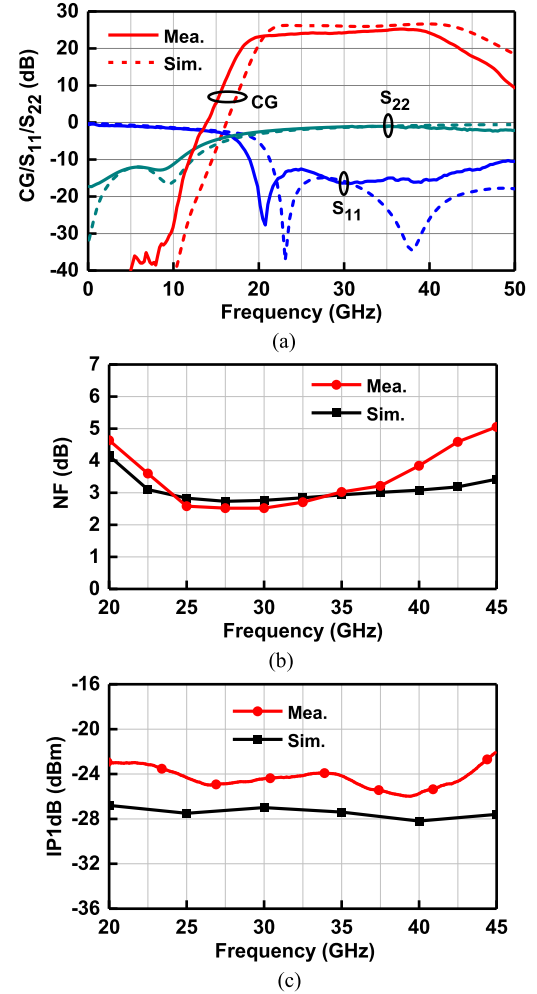 30
20
10
0
-10
-20
-30
-40
CG/S11/S22 (dB)
Mea.
Sim.
CG
S22
S11
0 10 20 30 40 50
Frequency (GHz)
(a)
7
6
5
4
3
2
1
0
NF (dB)
Mea.
Sim.
20 25 30 35 40 45
Frequency (GHz)
(b)
-16
-20
-24
-28
-32
-36
IP1dB (dBm)
Mea.
Sim.
20 25 30 35 40 45
Frequency (GHz)
(c)